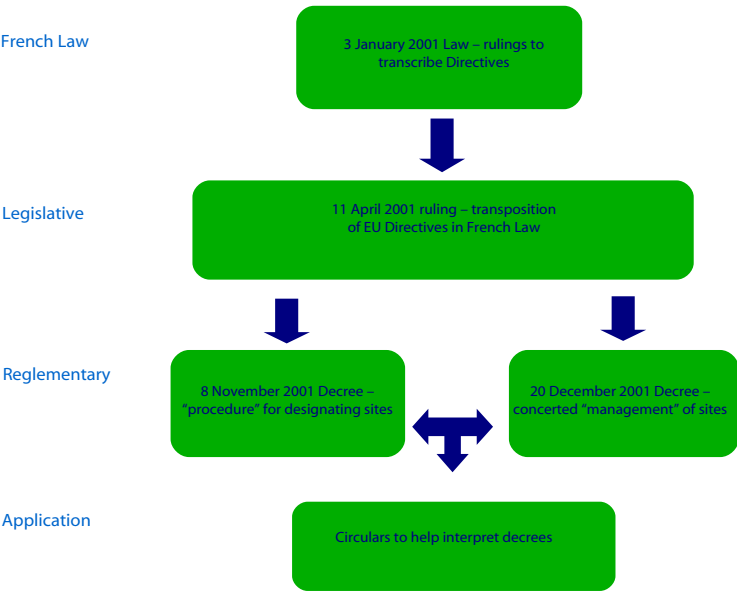 French Law
3 January 2001 Law – rulings to
transcribe Directives
Legislative
11 April 2001 ruling – transposition
of EU Directives in French Law
Reglementary
8 November 2001 Decree –
“procedure” for designating sites
20 December 2001 Decree –
concerted “management” of sites
Application
Circulars to help interpret decrees